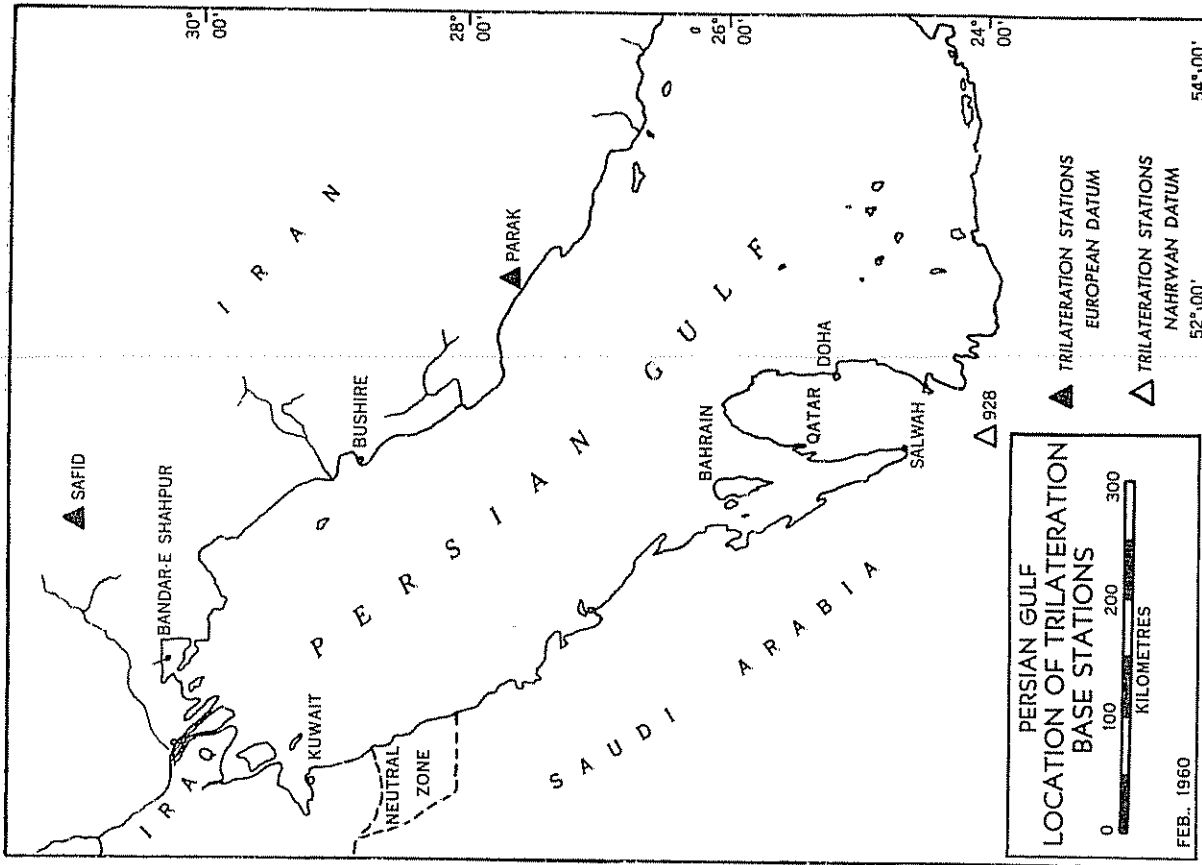 SAFID
BANDAR-E SHAHPUR
IRAQ
KUWAIT
NEUTRAL
ZONE
BUSHIRE
IRAN
PARAK
PERSIAN GULF
SAUDI ARABIA
BAHRAIN
QATAR
DOHA
SALWAH
928
30°
00'
28°
00'
26°
00'
24°
00'
52°00'
54°00'
TRILATERATION STATIONS
EUROPEAN DATUM
TRILATERATION STATIONS
NAHRWAN DATUM
PERSIAN GULF
LOCATION OF TRILATERATION
BASE STATIONS
0 100 200 300
KILOMETRES
FEB., 1960